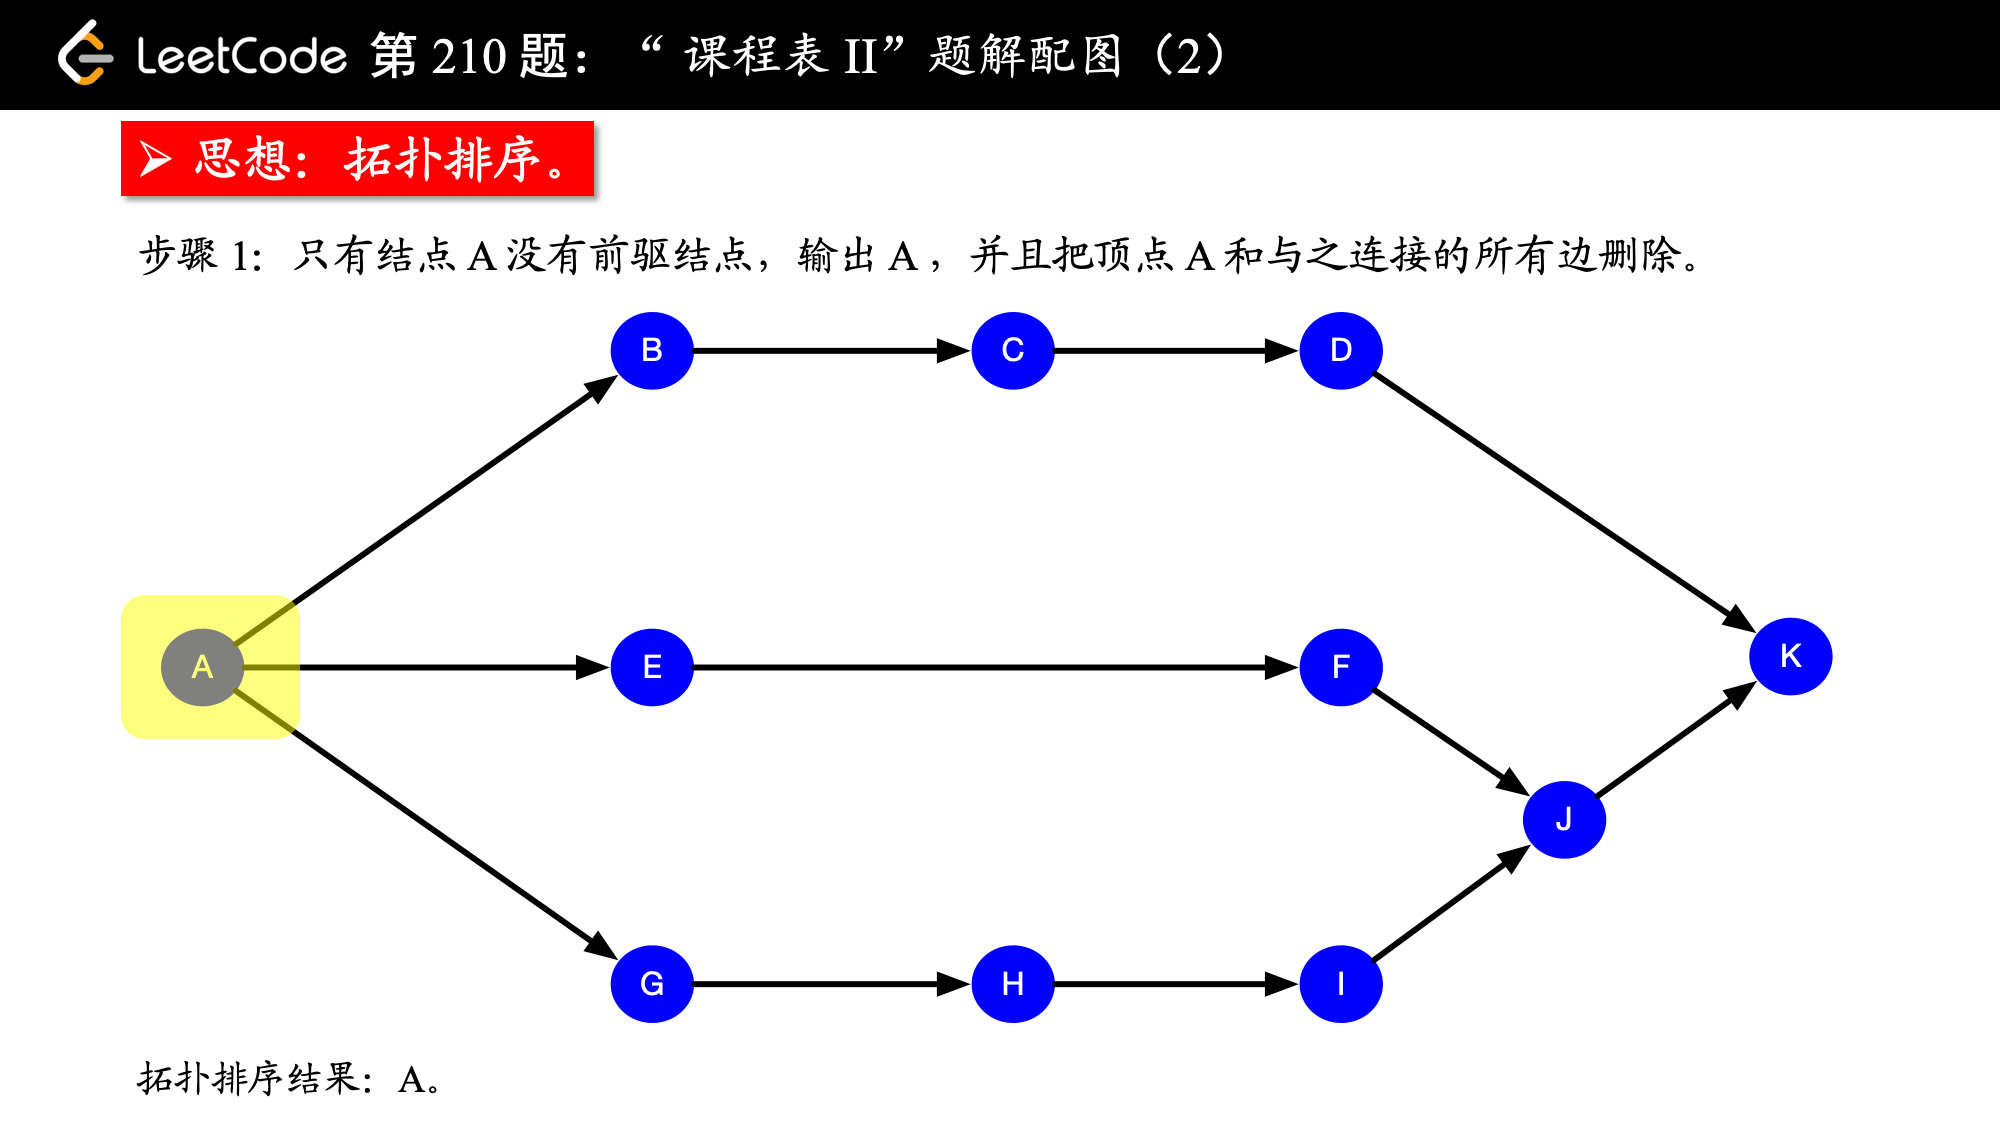 LeetCode 第 210 题：“ 课程表 II”题解配图（2）
➢ 思想：拓扑排序。
步骤 1：只有结点 A 没有前驱结点，输出 A ，并且把顶点 A 和与之连接的所有边删除。
B
C
D
A
E
F
K
J
G
H
I
拓扑排序结果：A。